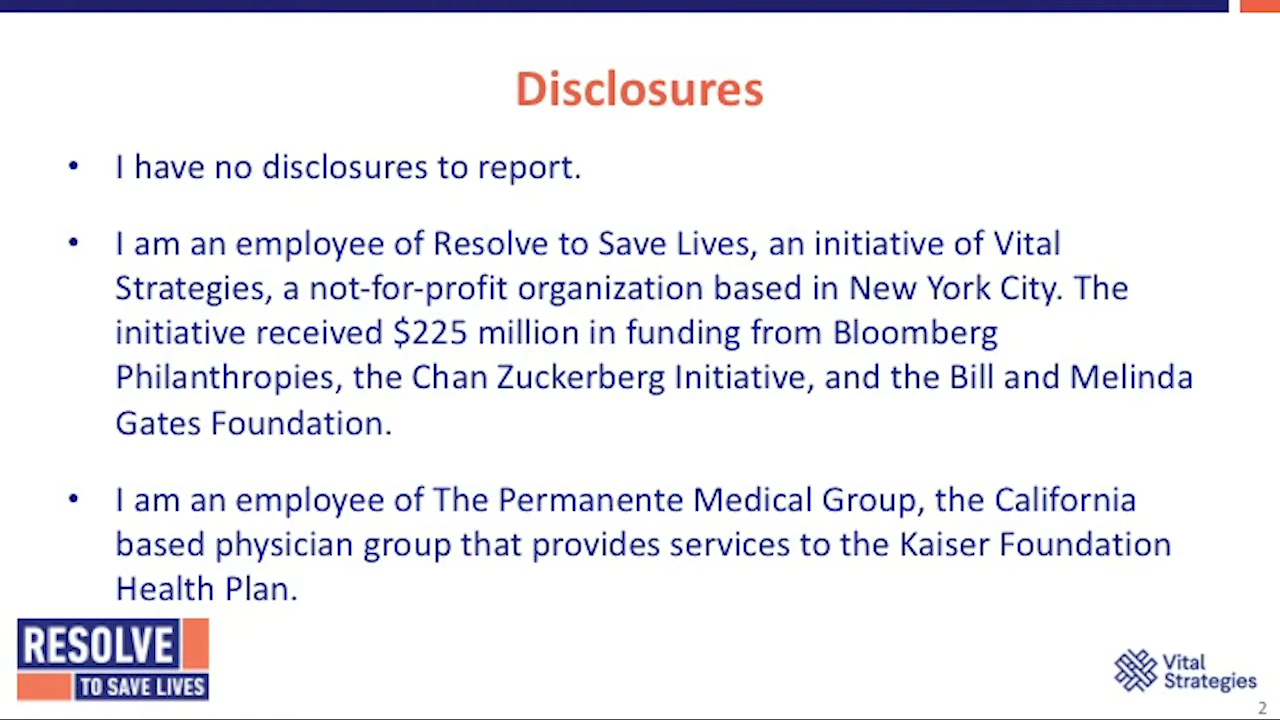 Disclosures
• I have no disclosures to report.
• I am an employee of Resolve to Save Lives, an initiative of Vital
Strategies, a not-for-profit organization based in New York City. The
initiative received $225 million in funding from Bloomberg
Philanthropies, the Chan Zuckerberg Initiative, and the Bill and Melinda
Gates Foundation.
• I am an employee of The Permanente Medical Group, the California
based physician group that provides services to the Kaiser Foundation
Health Plan.
RESOLVE
TO SAVE LIVES
Vital
Strategies
2